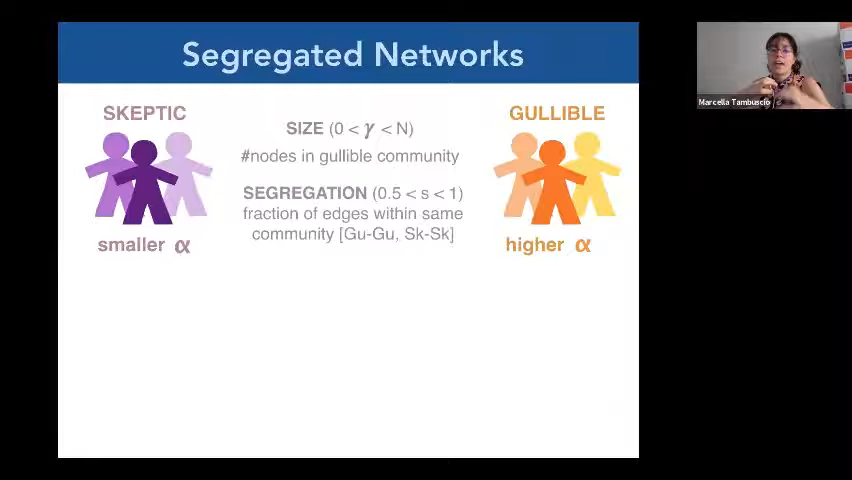 Segregated Networks
SKEPTIC
smaller α
SIZE (0 < γ < N)
#nodes in gullible community
SEGREGATION (0.5 < s < 1)
fraction of edges within same
community [Gu-Gu, Sk-Sk]
GULLIBLE
higher α
Marcella Tambuscio